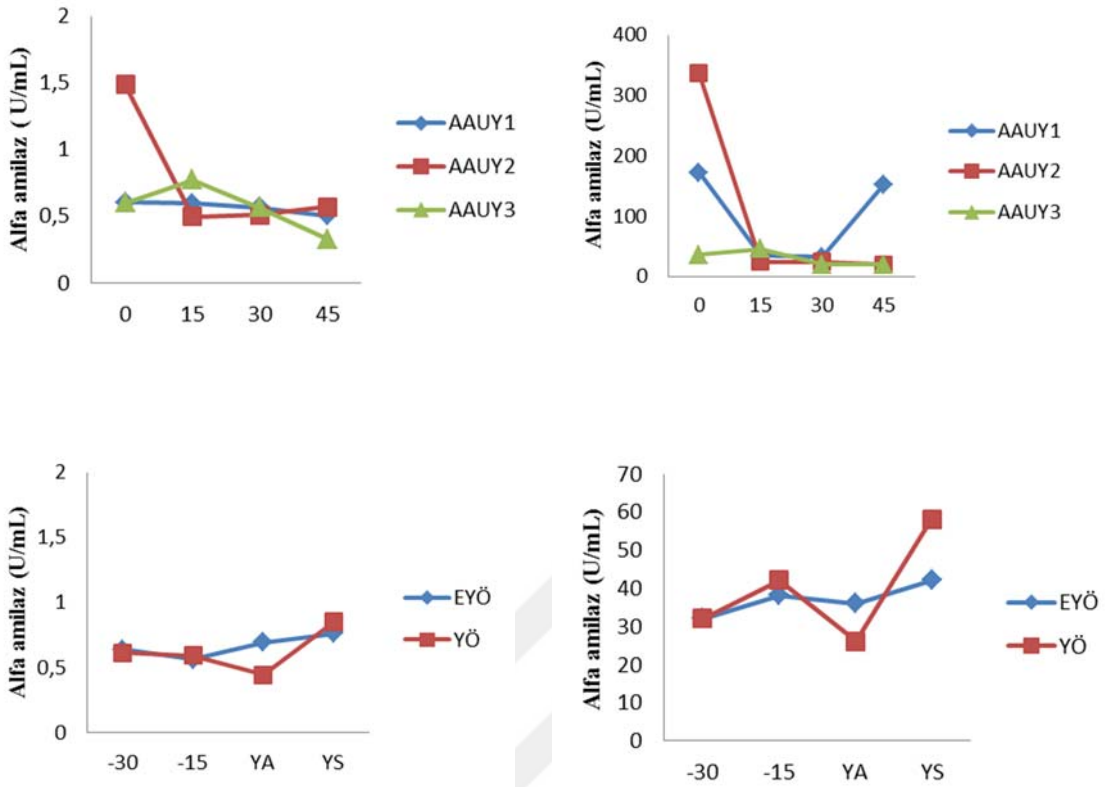 Alfa amilaz ( U/mL)
2
1,5
1
0,5
0
0 15 30 45
AAUY1
AAUY2
AAUY3
Alfa amilaz (U/mL)
400
300
200
100
0
0 15 30 45
AAUY1
AAUY2
AAUY3
Alfa amilaz (U/mL)
2
1,5
1
0,5
0
-30 -15 YA YS
EYÖ
YÖ
Alfa amilaz (U/mL)
70
60
50
40
30
20
10
0
-30 -15 YA YS
EYÖ
YÖ